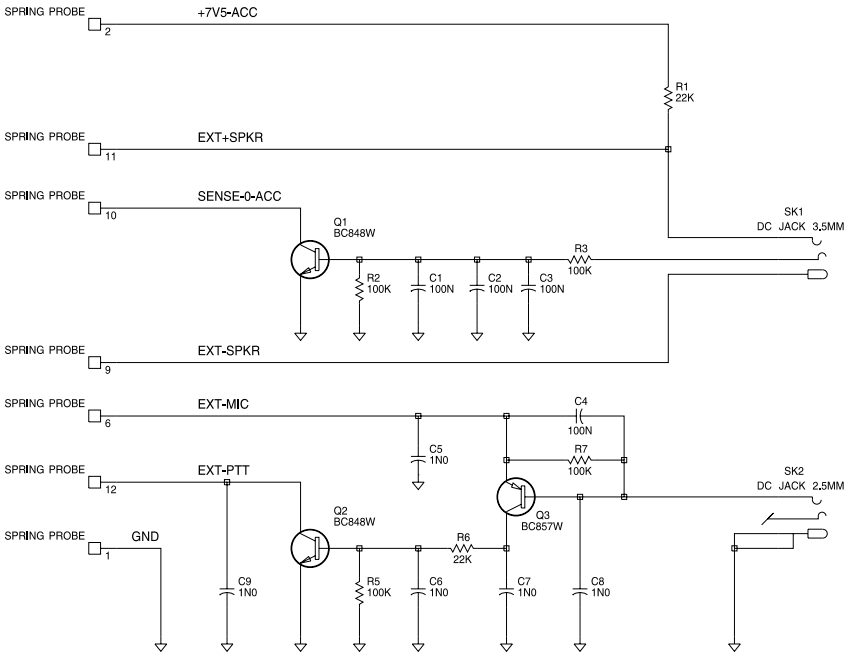 SPRING PROBE
2
+7V5-ACC
R1
22K
SPRING PROBE
11
EXT+SPKR
SPRING PROBE
10
SENSE-0-ACC
Q1
BC848W
R2
100K
C1
100N
C2
100N
C3
100N
R3
100K
SK1
DC JACK 3.5MM
SPRING PROBE
9
EXT-SPKR
SPRING PROBE
6
EXT-MIC
C4
100N
C5
1N0
R7
100K
SPRING PROBE
12
EXT-PTT
SK2
DC JACK 2.5MM
Q2
BC848W
Q3
BC857W
R6
22K
SPRING PROBE
1
GND
C9
1N0
R5
100K
C6
1N0
C7
1N0
C8
1N0